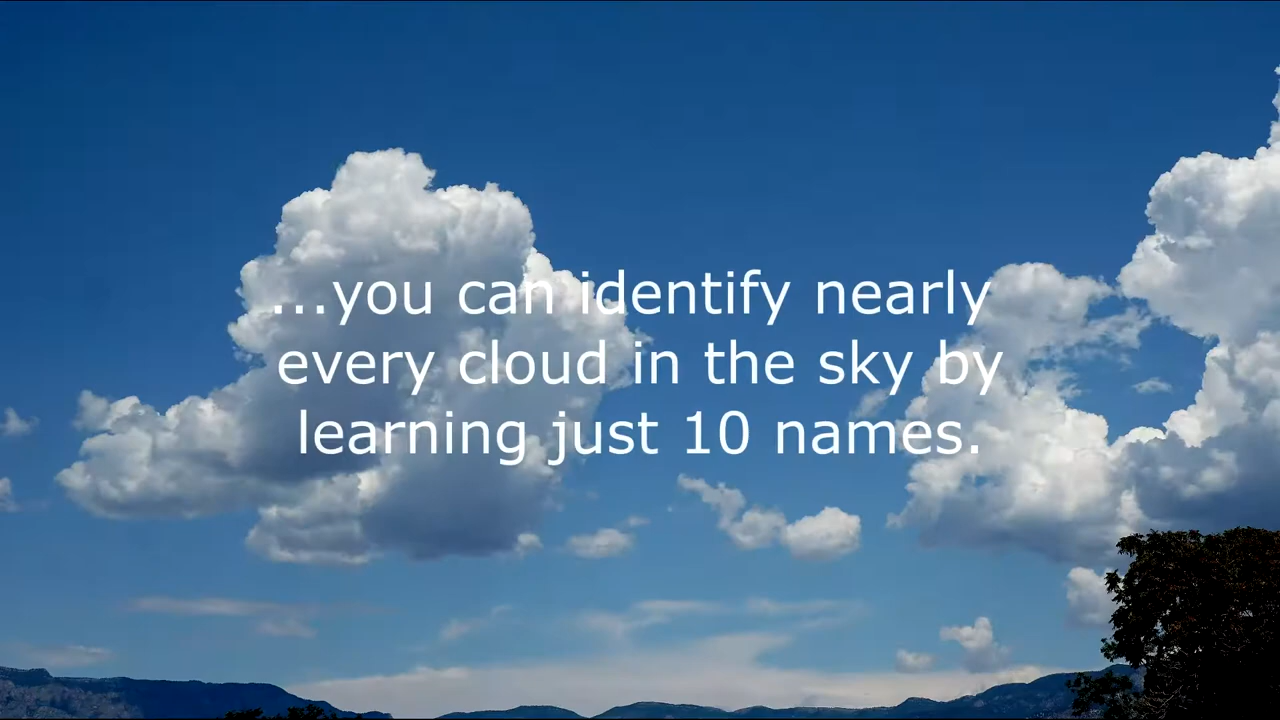 ...you can identify nearly
every cloud in the sky by
learning just 10 names.